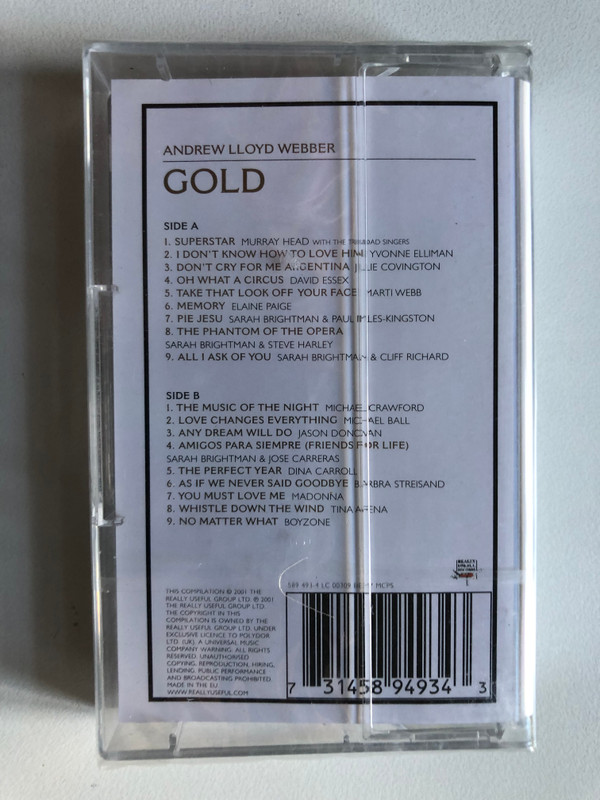 ANDREW LLOYD WEBBER
GOLD
SIDE A
1. SUPERSTAR MURRAY HEAD WITH THE TRINIDAD SINGERS
2. I DON'T KNOW HOW TO LOVE HIM YVONNE ELLIMAN
3. DON'T CRY FOR ME ARGENTINA JULIE COVINGTON
4. OH WHAT A CIRCUS DAVID ESSEX
5. TAKE THAT LOOK OFF YOUR FACE MARTI WEBB
6. MEMORY ELAINE PAIGE
7. PIE JESU SARAH BRIGHTMAN & PAUL MILES-KINGSTON
8. THE PHANTOM OF THE OPERA
SARAH BRIGHTMAN & STEVE HARLEY
9. ALL I ASK OF YOU SARAH BRIGHTMAN & CLIFF RICHARD
SIDE B
1. THE MUSIC OF THE NIGHT MICHAEL CRAWFORD
2. LOVE CHANGES EVERYTHING MICHAEL BALL
3. ANY DREAM WILL DO JASON DONOVAN
4. AMIGOS PARA SIEMPRE (FRIENDS FOR LIFE)
SARAH BRIGHTMAN & JOSE CARRERAS
5. THE PERFECT YEAR DINA CARROLL
6. AS IF WE NEVER SAID GOODBYE BARBRA STREISAND
7. YOU MUST LOVE ME MADONNA
8. WHISTLE DOWN THE WIND TINA ARENA
9. NO MATTER WHAT BOYZONE
589 493-4 LC 00309 MCPS
THIS COMPILATION © 2001 THE
REALLY USEFUL GROUP LTD. ℗ 2001
THE REALLY USEFUL GROUP LTD.
THE COPYRIGHT IN THIS
COMPILATION IS OWNED BY THE
REALLY USEFUL GROUP LTD. UNDER
EXCLUSIVE LICENCE TO POLYDOR
LTD. (UK). A UNIVERSAL MUSIC
COMPANY WARNING. ALL RIGHTS
RESERVED. UNAUTHORISED
COPYING, REPRODUCTION, HIRING,
LENDING, PUBLIC PERFORMANCE
AND BROADCASTING PROHIBITED.
MADE IN THE EU
WWW.REALLYUSEFUL.COM
7 31458 94934 3